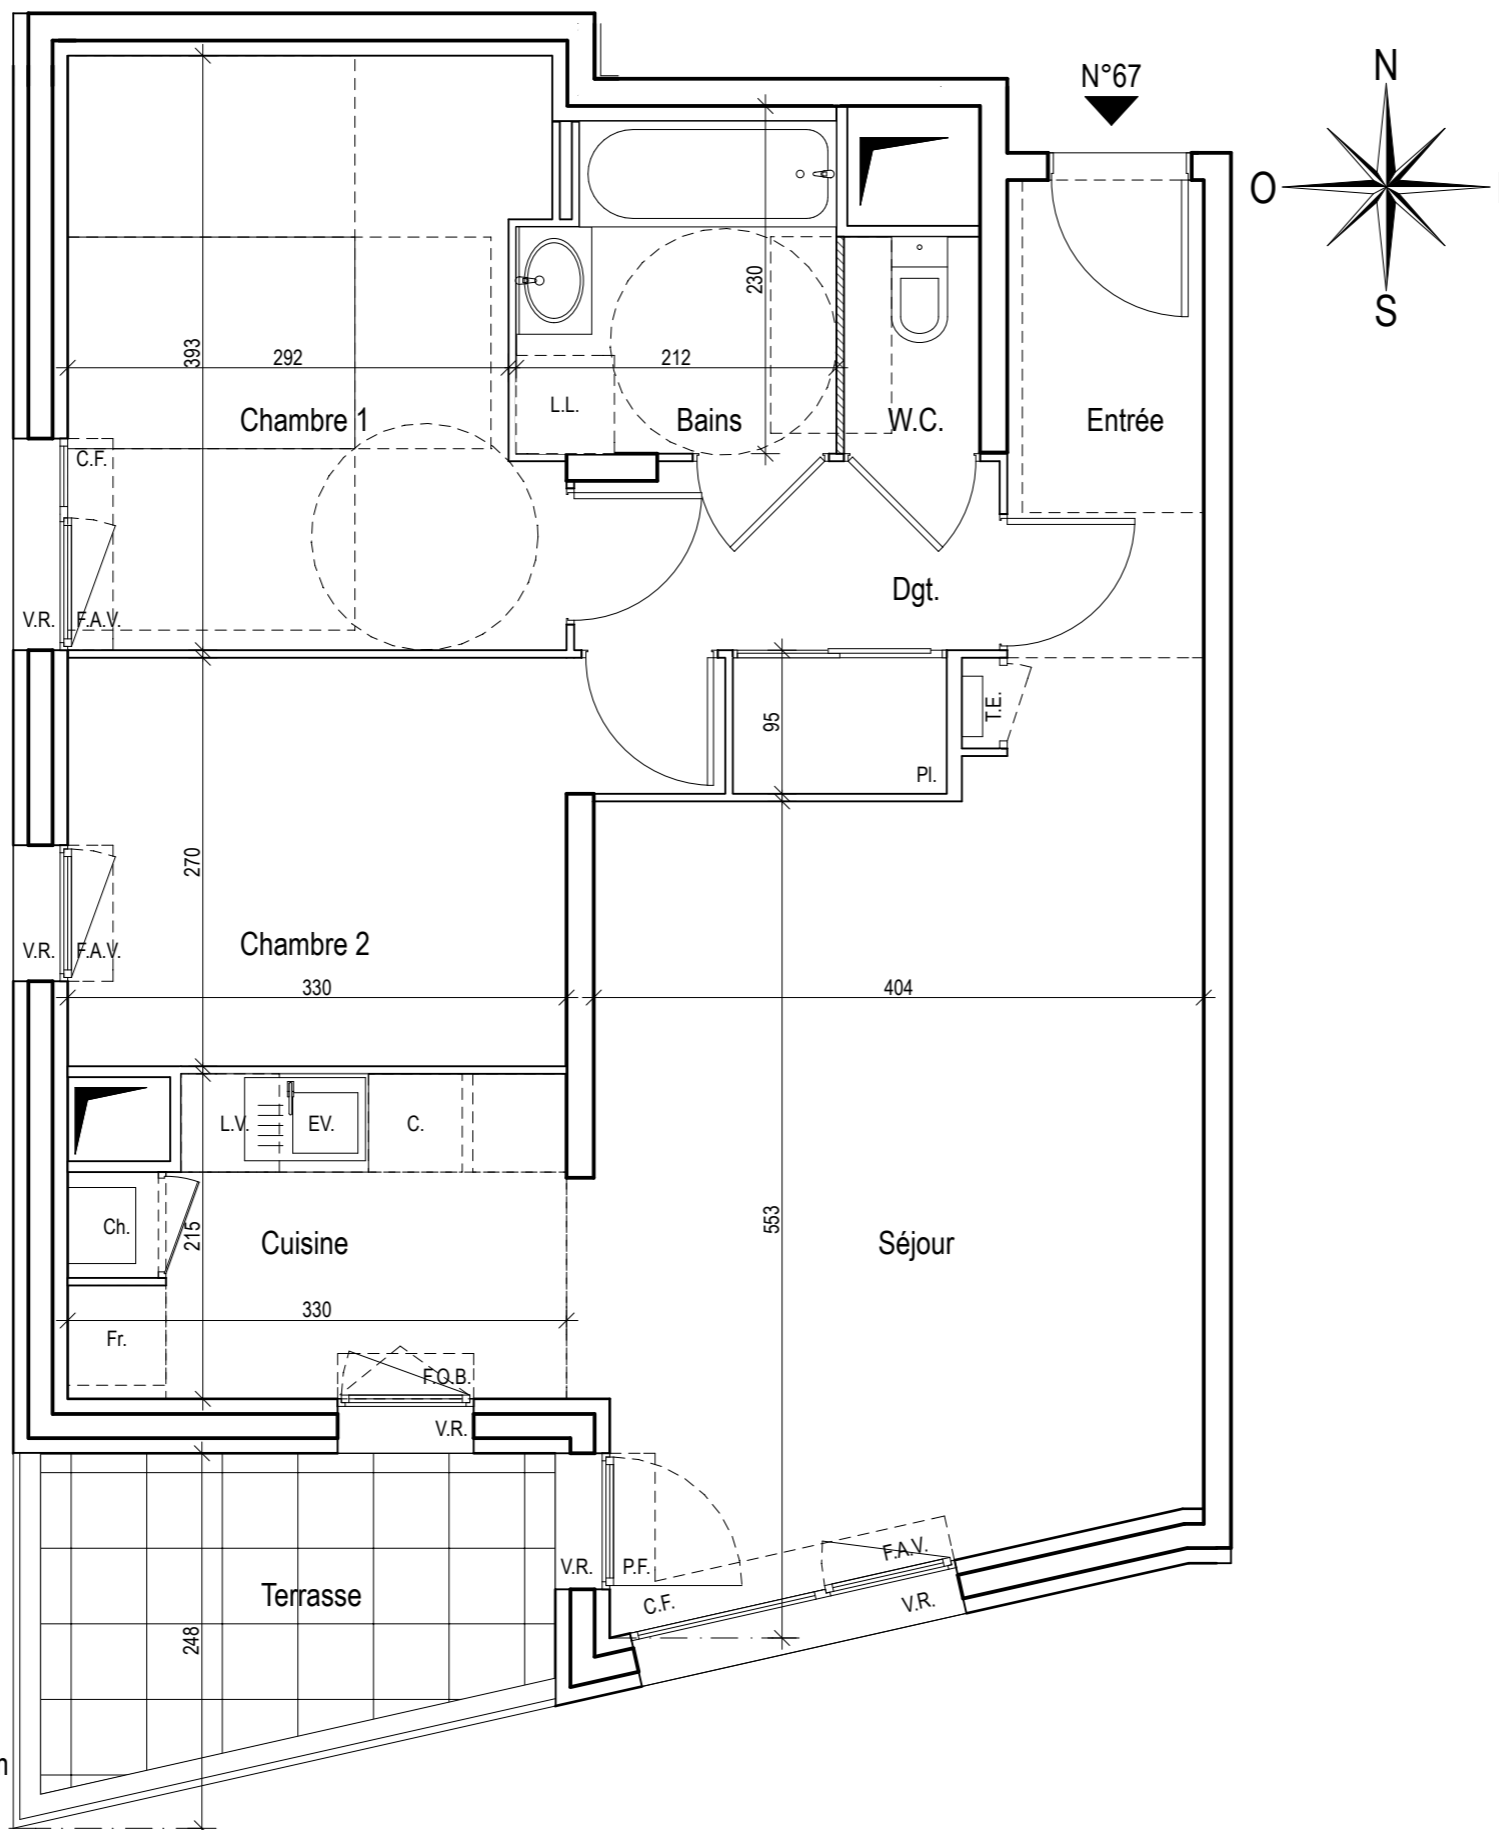 N°67
N
O
S
393
292
230
212
Chambre 1
L.L.
Bains
W.C.
Entrée
C.F.
V.R.
F.A.V.
Dgt.
95
T.E.
Pl.
270
V.R.
F.A.V.
Chambre 2
330
404
L.V.
EV.
C.
Ch.
215
Cuisine
553
Séjour
330
Fr.
F.O.B.
V.R.
V.R.
P.F.
F.A.V.
C.F.
V.R.
Terrasse
248